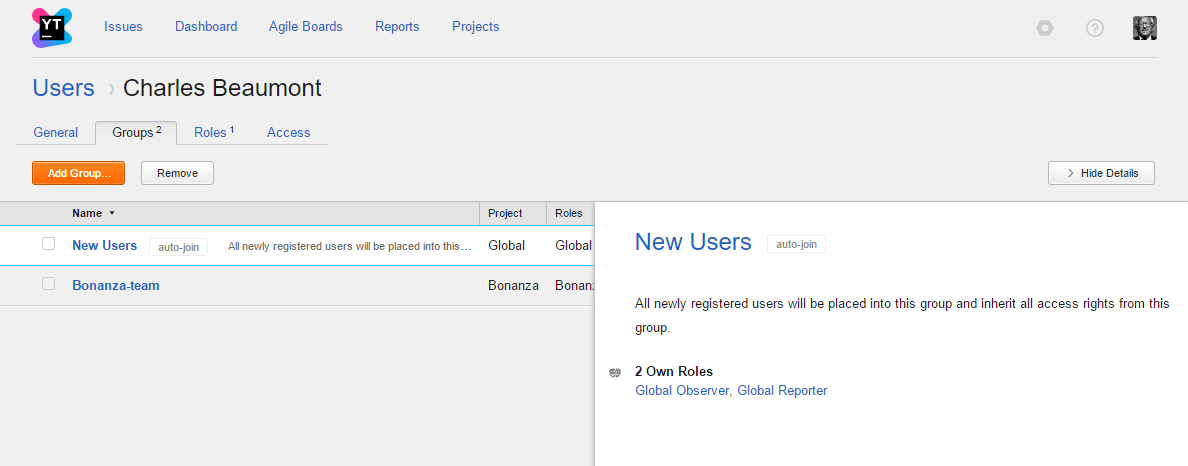 YT
Issues Dashboard Agile Boards Reports Projects
Users › Charles Beaumont
General Groups 2 Roles 1 Access
Add Group... Remove Hide Details
Name Project Roles
New Users auto-join All newly registered users will be placed into this… Global Global
Bonanza-team Bonanza Bonan
New Users auto-join
All newly registered users will be placed into this group and inherit all access rights from this
group.
2 Own Roles
Global Observer, Global Reporter